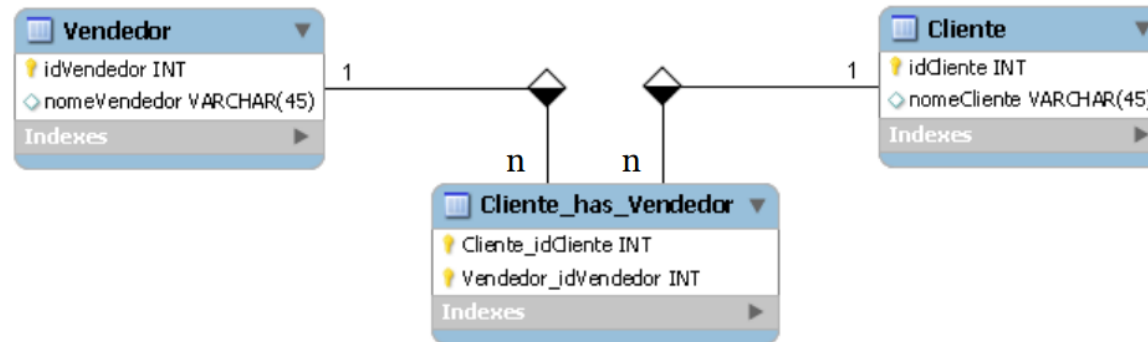 Vendedor
idVendedor INT
nomeVendedor VARCHAR(45)
Indexes
1
Cliente
idCliente INT
nomeCliente VARCHAR(45)
Indexes
1
n
n
Cliente_has_Vendedor
Cliente_idCliente INT
Vendedor_idVendedor INT
Indexes